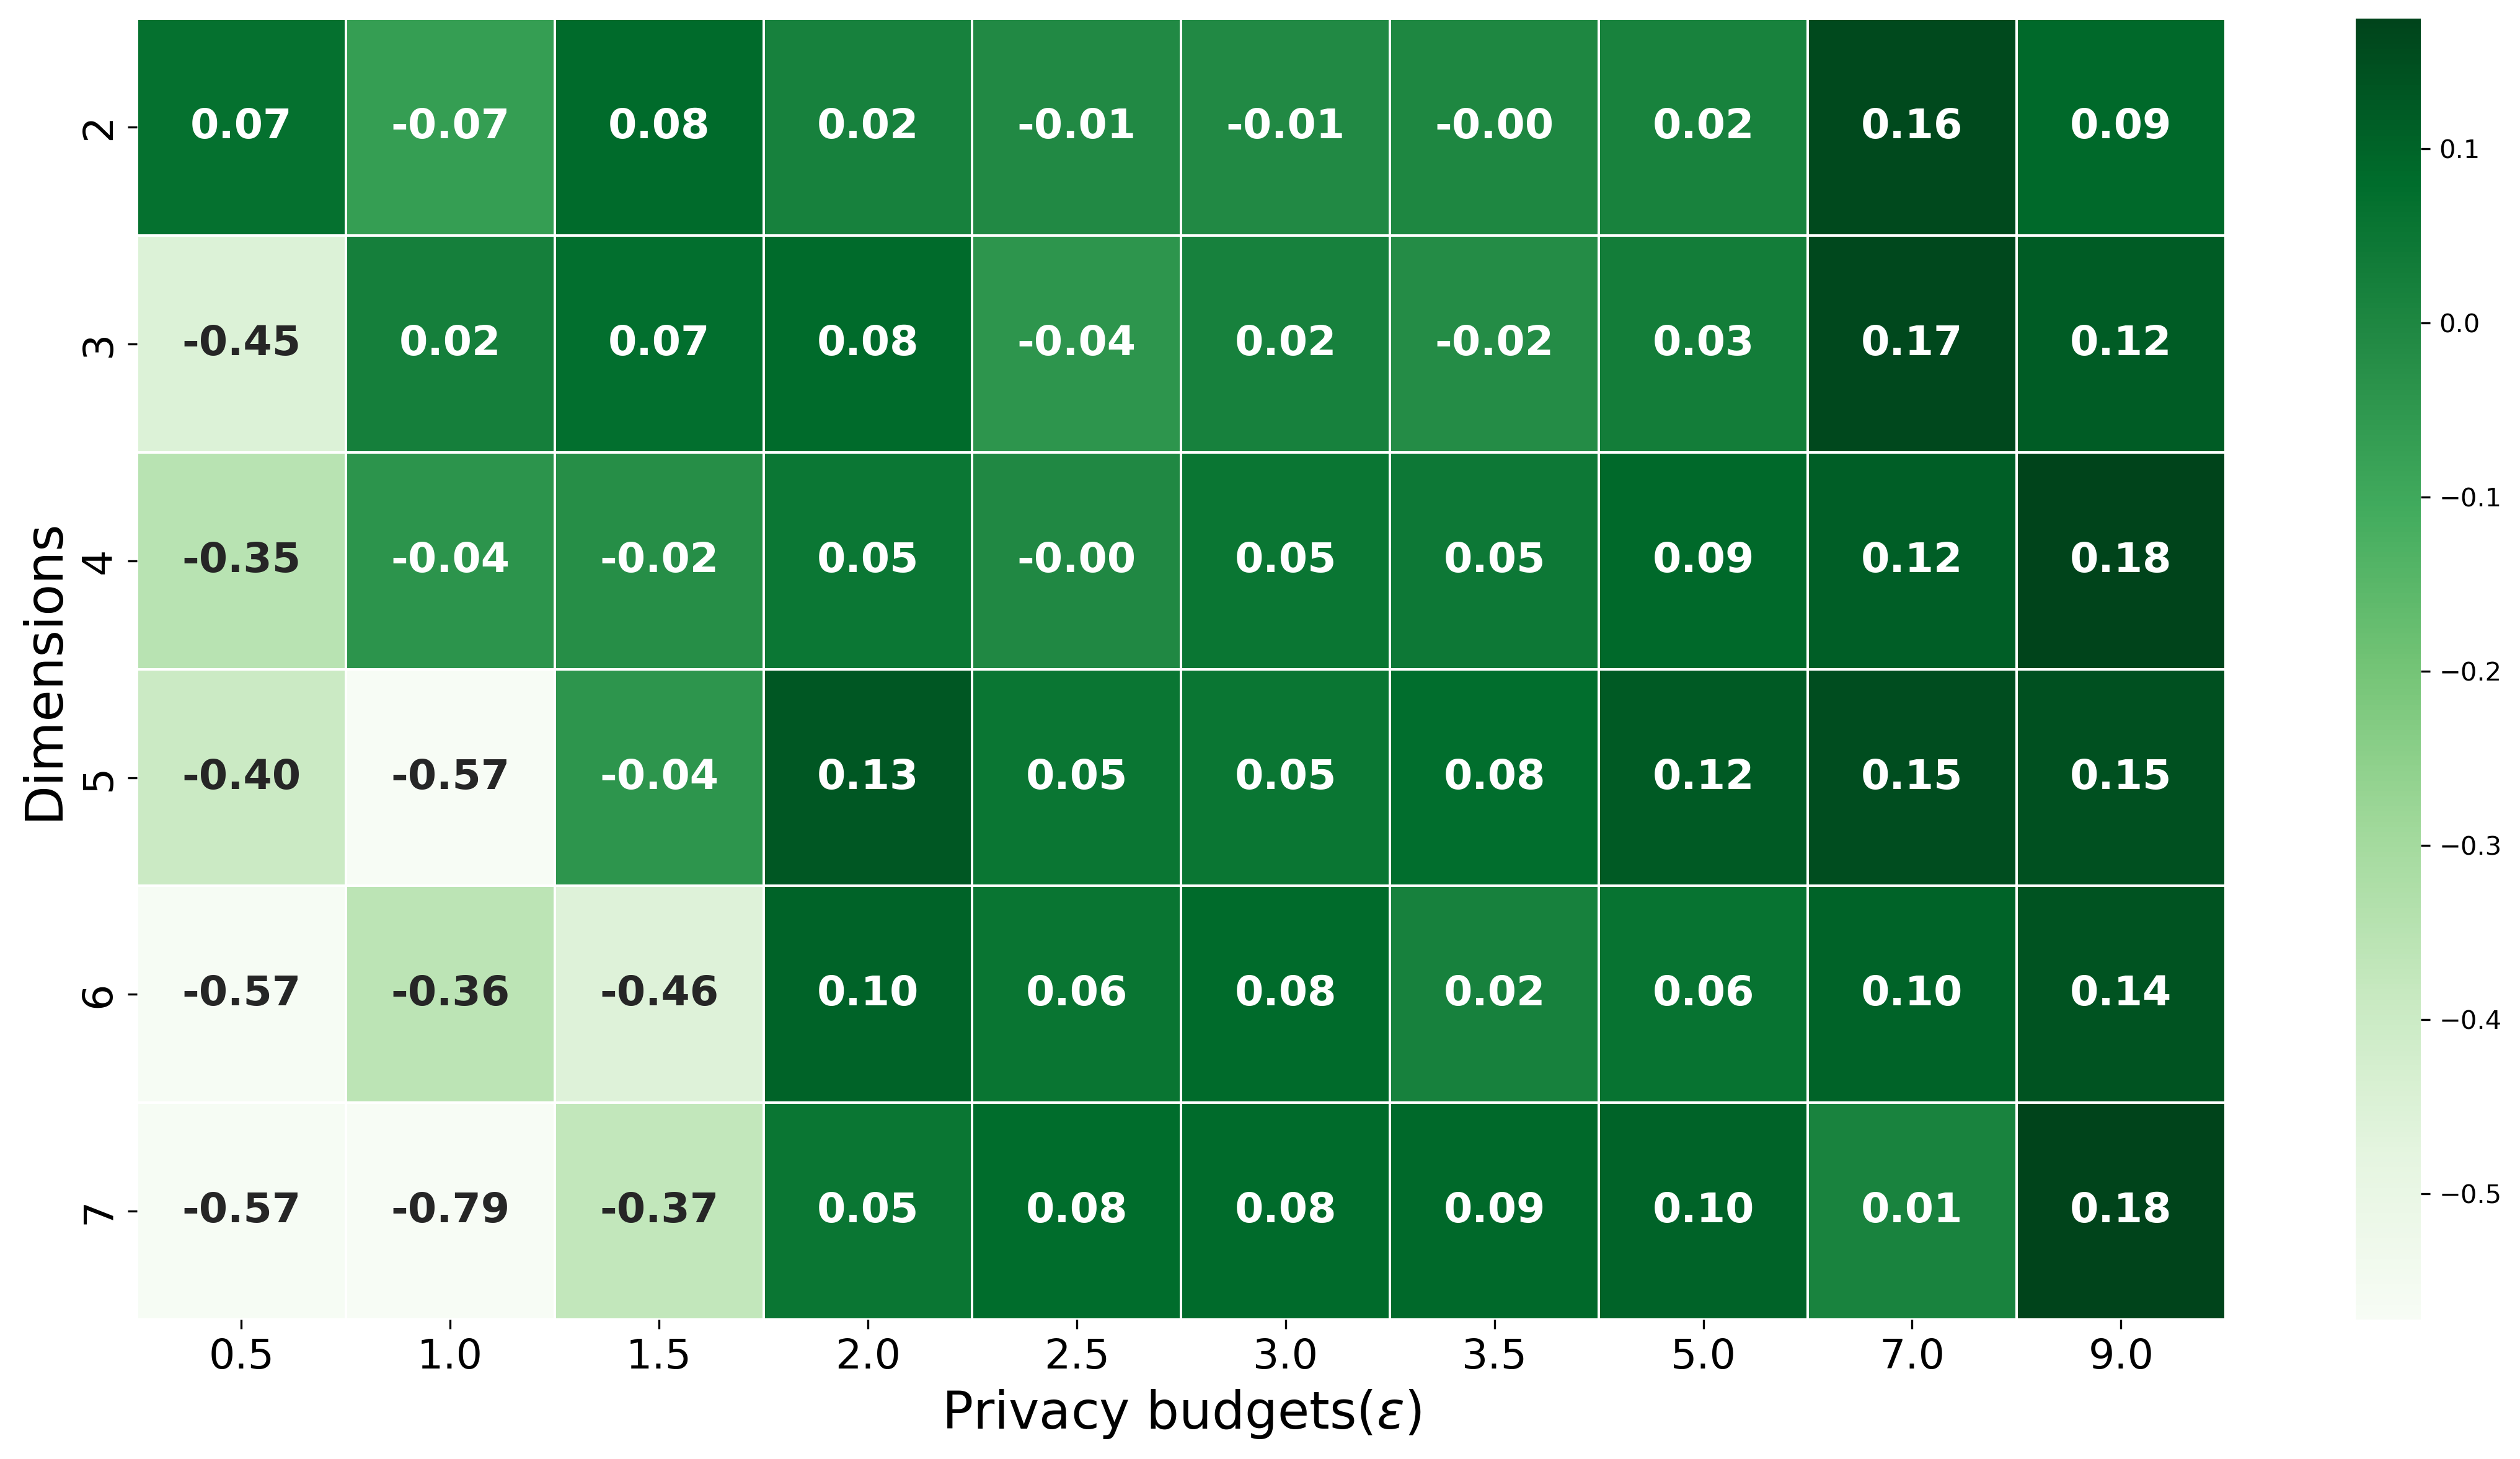 2 0.07 -0.07 0.08 0.02 -0.01 -0.01 -0.00 0.02 0.16 0.09
3 -0.45 0.02 0.07 0.08 -0.04 0.02 -0.02 0.03 0.17 0.12
4 -0.35 -0.04 -0.02 0.05 -0.00 0.05 0.05 0.09 0.12 0.18
5 -0.40 -0.57 -0.04 0.13 0.05 0.05 0.08 0.12 0.15 0.15
6 -0.57 -0.36 -0.46 0.10 0.06 0.08 0.02 0.06 0.10 0.14
7 -0.57 -0.79 -0.37 0.05 0.08 0.08 0.09 0.10 0.01 0.18
0.5 1.0 1.5 2.0 2.5 3.0 3.5 5.0 7.0 9.0
Privacy budgets(ε)
Dimensions
0.1
0.0
−0.1
−0.2
−0.3
−0.4
−0.5